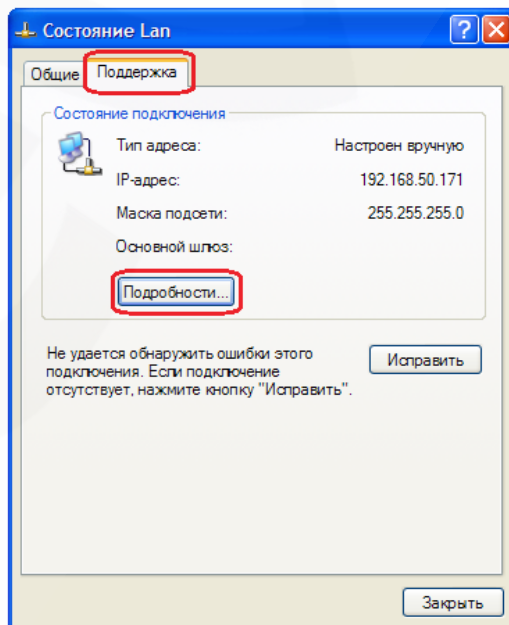 Состояние Lan
Общие Поддержка
Состояние подключения
Тип адреса: Настроен вручную
IP-адрес: 192.168.50.171
Маска подсети: 255.255.255.0
Основной шлюз:
Подробности...
Не удается обнаружить ошибки этого
подключения. Если подключение
отсутствует, нажмите кнопку "Исправить".
Исправить
Закрыть